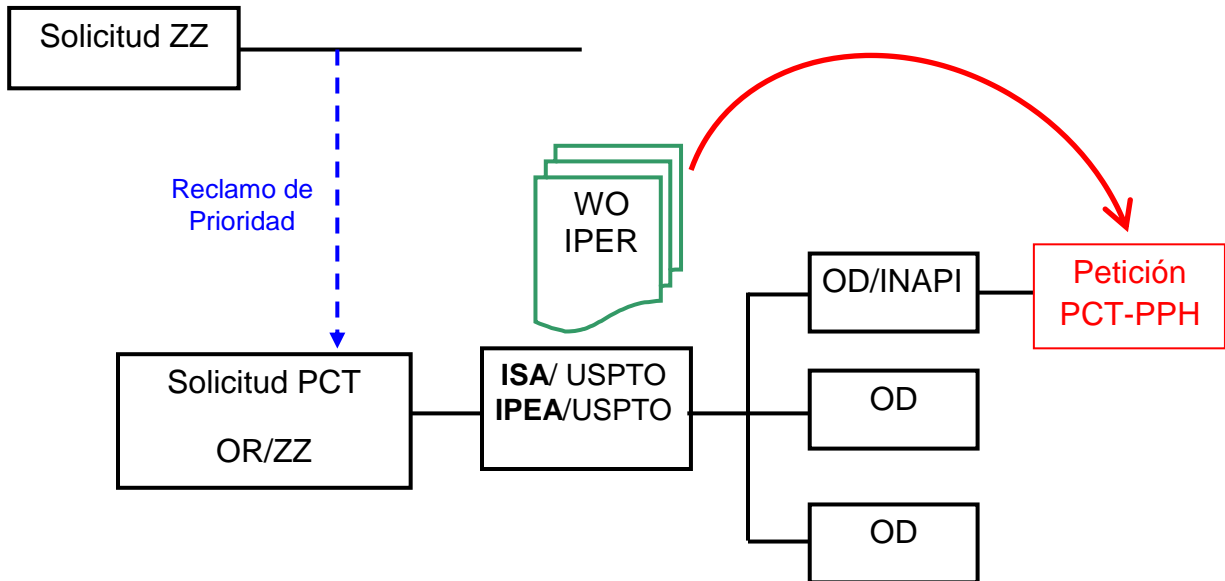 Solicitud ZZ
Reclamo de
Prioridad
WO
IPER
OD/INAPI
Petición
PCT-PPH
Solicitud PCT
OR/ZZ
ISA/ USPTO
IPEA/USPTO
OD
OD